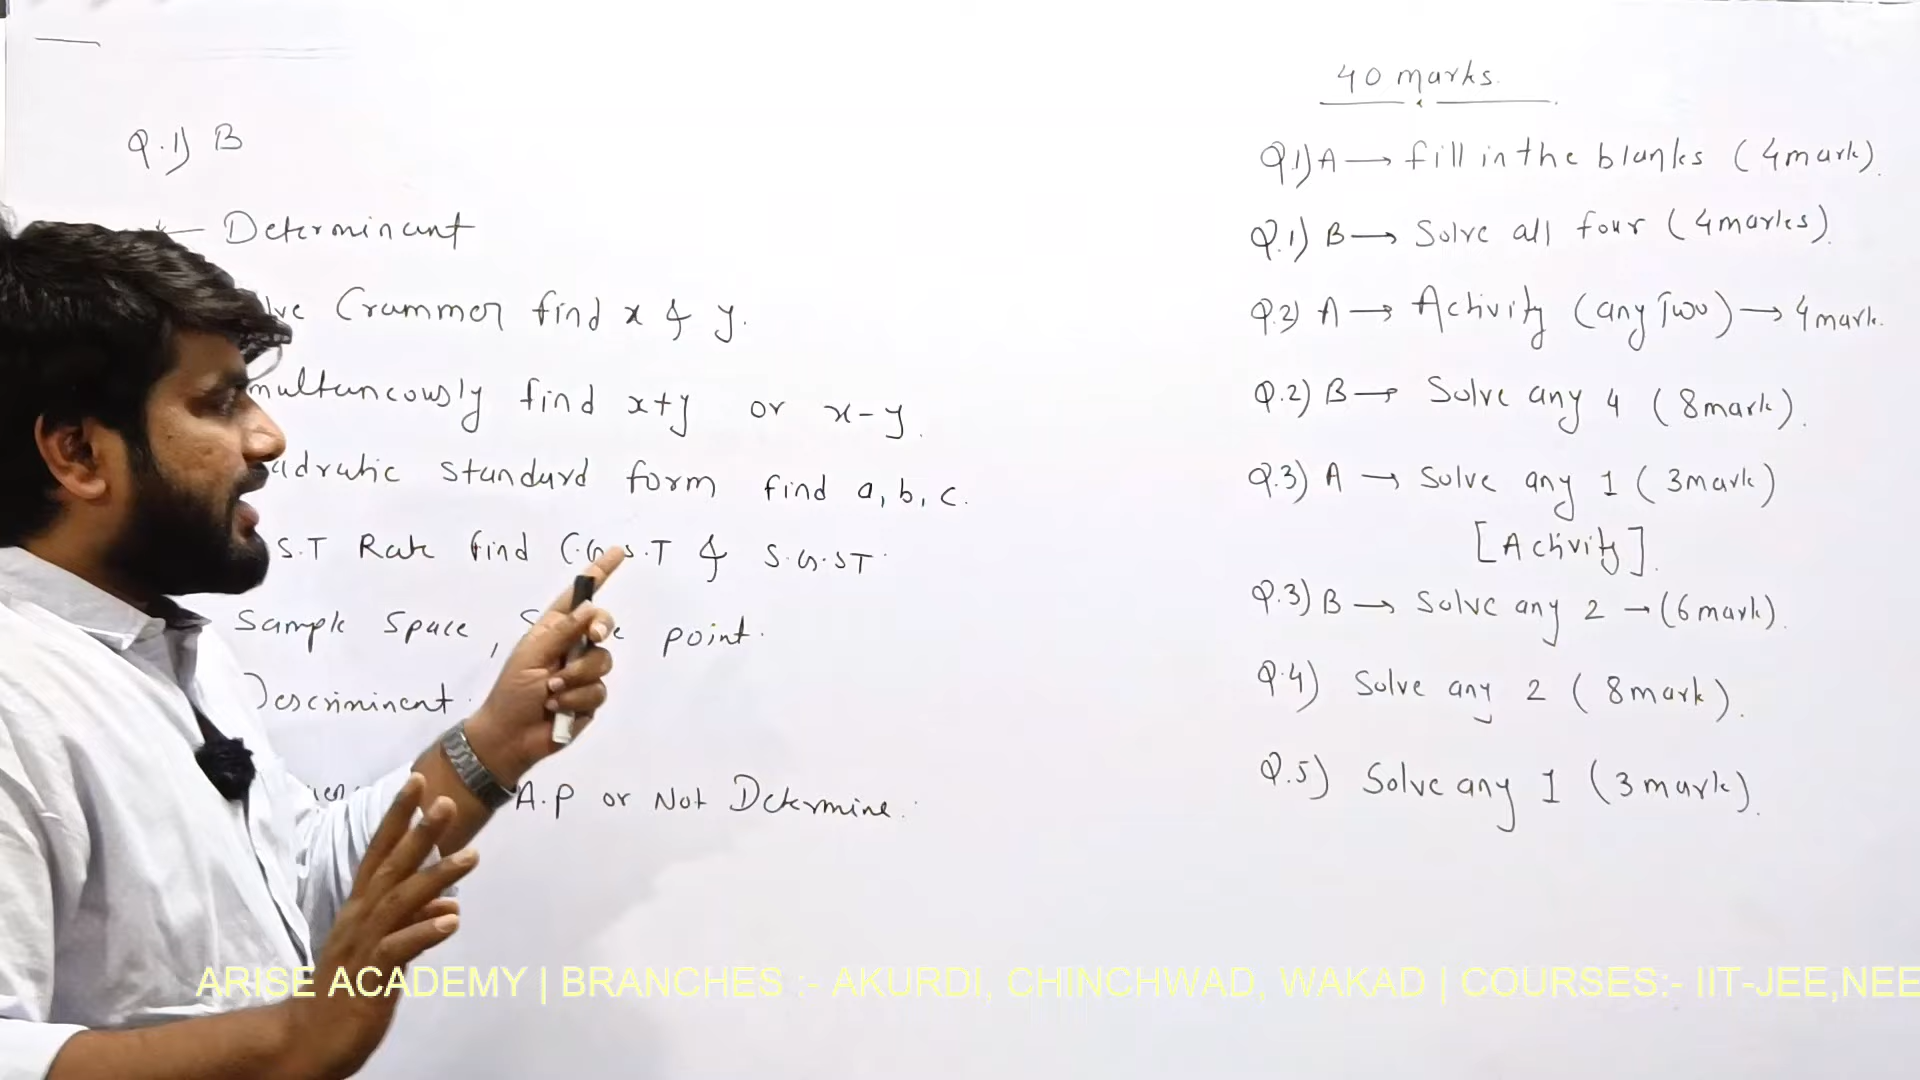 Q.1) B
Determinant
Crammer find x & y.
find x+y or x-y.
standard form find a, b, c.
S.T Rate find C.G.S.T & S.G.ST.
Sample Space, point.
A.P or Not Determine.
40 marks.
Q.1) A → fill in the blanks (4 mark).
Q.1) B → Solve all four (4 marks).
Q.2) A → Activity (any Two) → 4 mark.
Q.2) B → Solve any 4 (8 mark).
Q.3) A → Solve any 1 (3 mark)
[Activity].
Q.3) B → Solve any 2 → (6 mark).
Q.4) Solve any 2 (8 mark).
Q.5) Solve any 1 (3 mark).
ARISE ACADEMY | BRANCHES :- AKURDI, CHINCHWAD, WAKAD | COURSES:- IIT-JEE,NEE